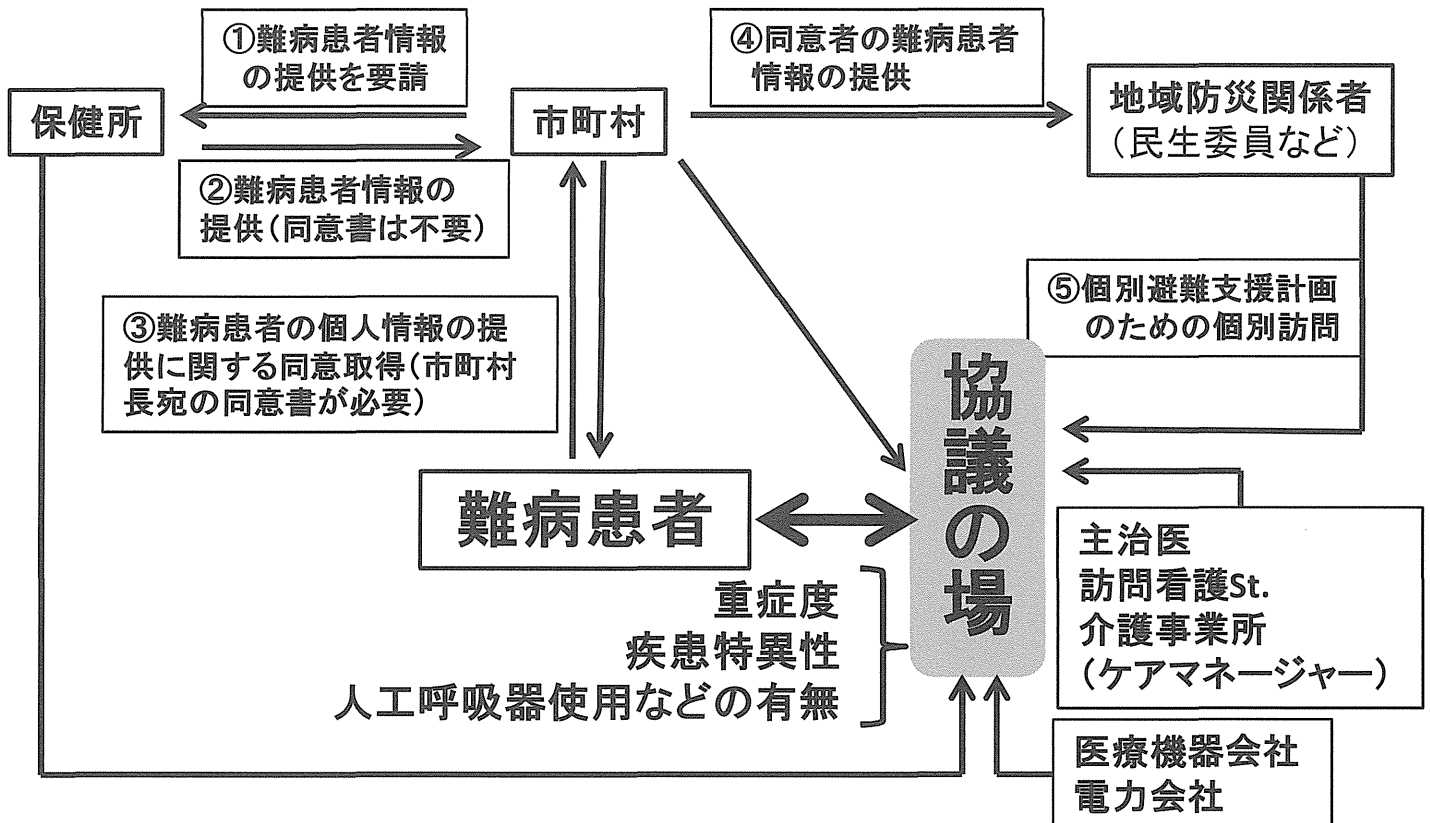 ①難病患者情報
の提供を要請
④同意者の難病患者
情報の提供
保健所
市町村
地域防災関係者
（民生委員など）
②難病患者情報の
提供（同意書は不要）
③難病患者の個人情報の提
供に関する同意取得（市町村
長宛の同意書が必要）
⑤個別避難支援計画
のための個別訪問
協議の場
難病患者
重症度
疾患特異性
人工呼吸器使用などの有無
主治医
訪問看護St.
介護事業所
（ケアマネージャー）
医療機器会社
電力会社